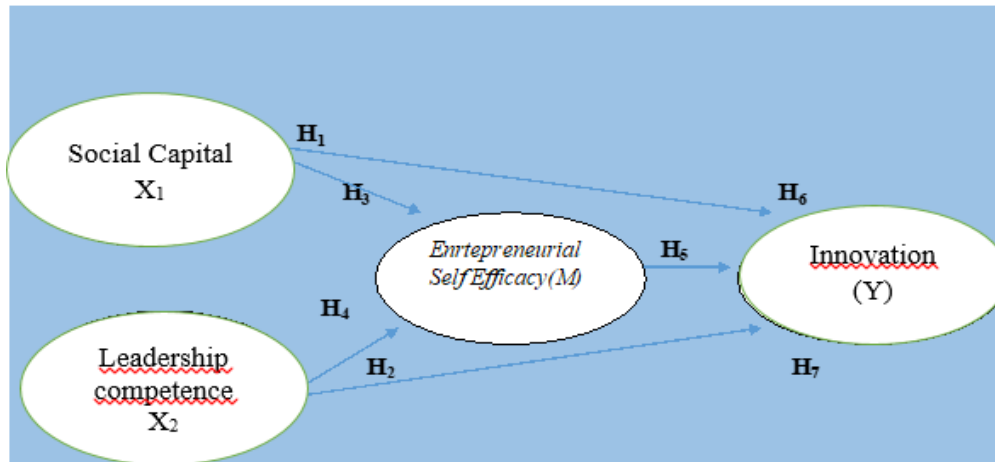 H₁
Social Capital
X₁
H₃
H₆
Enrtepreneurial
Self Efficacy(M)
H₅
Innovation
(Y)
H₄
Leadership
competence
X₂
H₂
H₇